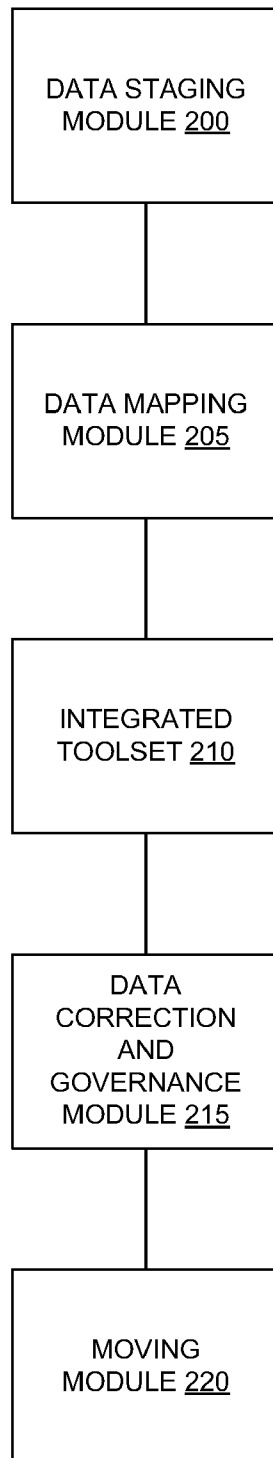 DATA STAGING
MODULE 200
DATA MAPPING
MODULE 205
INTEGRATED
TOOLSET 210
DATA
CORRECTION
AND
GOVERNANCE
MODULE 215
MOVING
MODULE 220